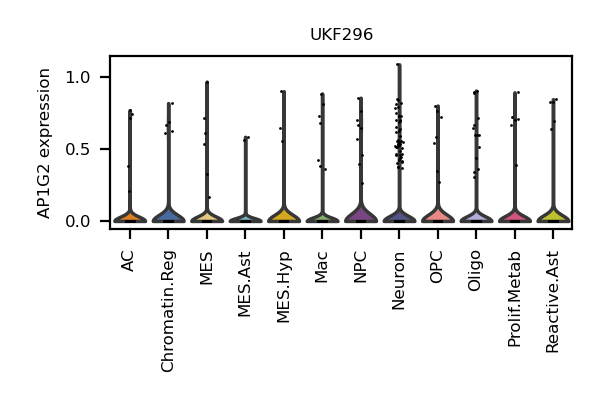 UKF296
AP1G2 expression
1.0
0.5
0.0
AC
Chromatin.Reg
MES
MES.Ast
MES.Hyp
Mac
NPC
Neuron
OPC
Oligo
Prolif.Metab
Reactive.Ast